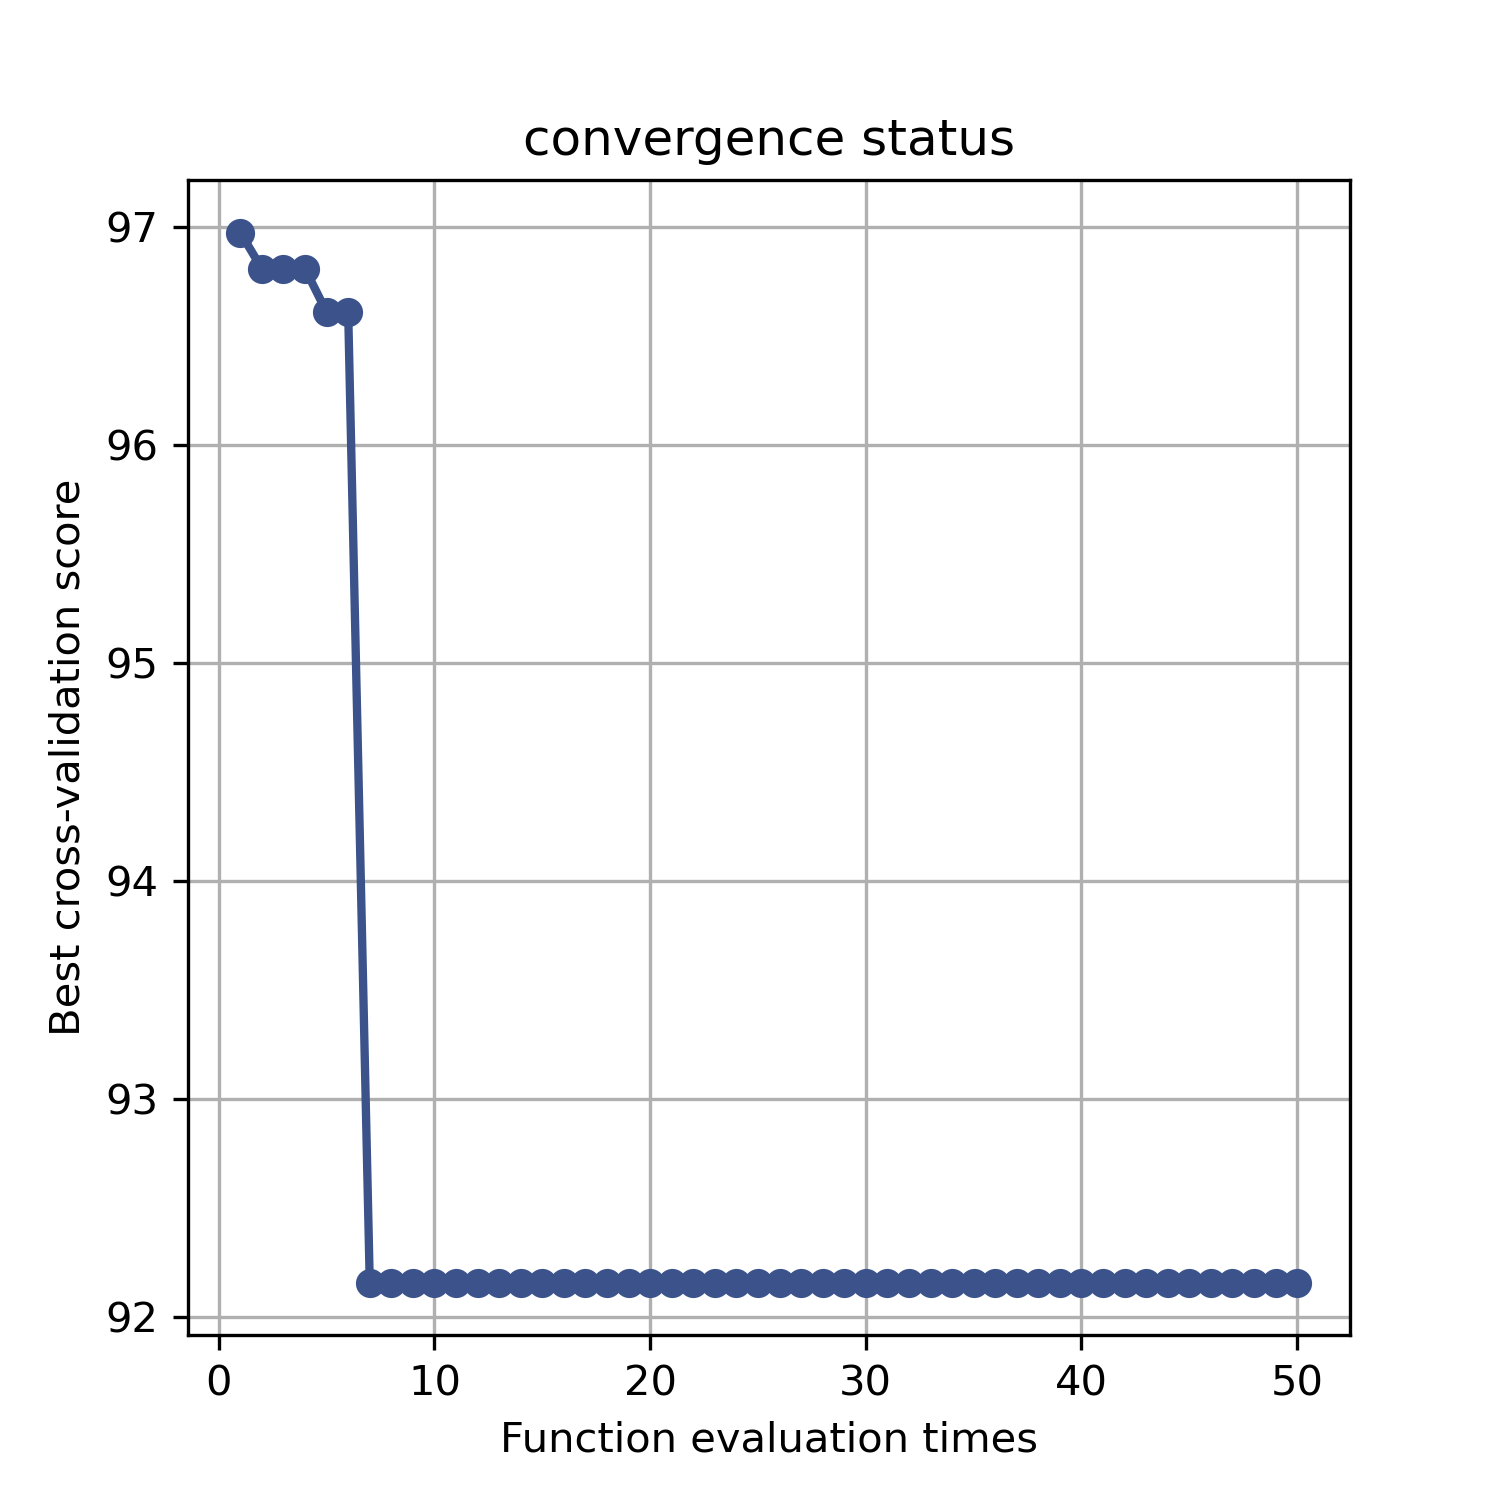 convergence status
97
96
95
94
93
92
Best cross-validation score
0 10 20 30 40 50
Function evaluation times